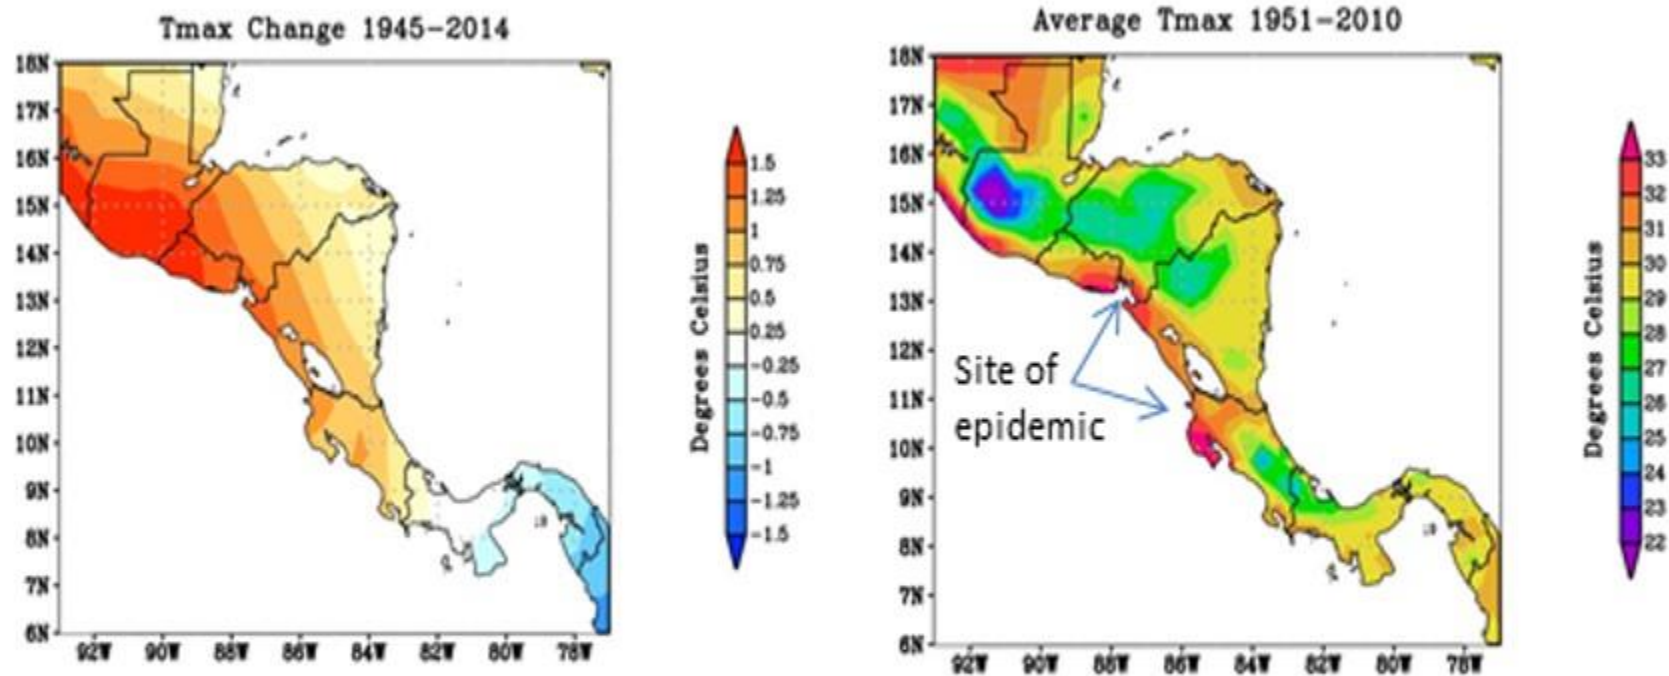 Tmax Change 1945-2014
18N
17N
16N
15N
14N
13N
12N
11N
10N
9N
8N
7N
6N
92W 90W 88W 86W 84W 82W 80W 78W
1.5
1.25
1
0.75
0.5
0.25
-0.25
-0.5
-0.75
-1
-1.25
-1.5
Degrees Celsius
Average Tmax 1951-2010
18N
17N
16N
15N
14N
13N
12N
11N
10N
9N
8N
7N
6N
92W 90W 88W 86W 84W 82W 80W 78W
Site of
epidemic
33
32
31
30
29
28
27
26
25
24
23
22
Degrees Celsius